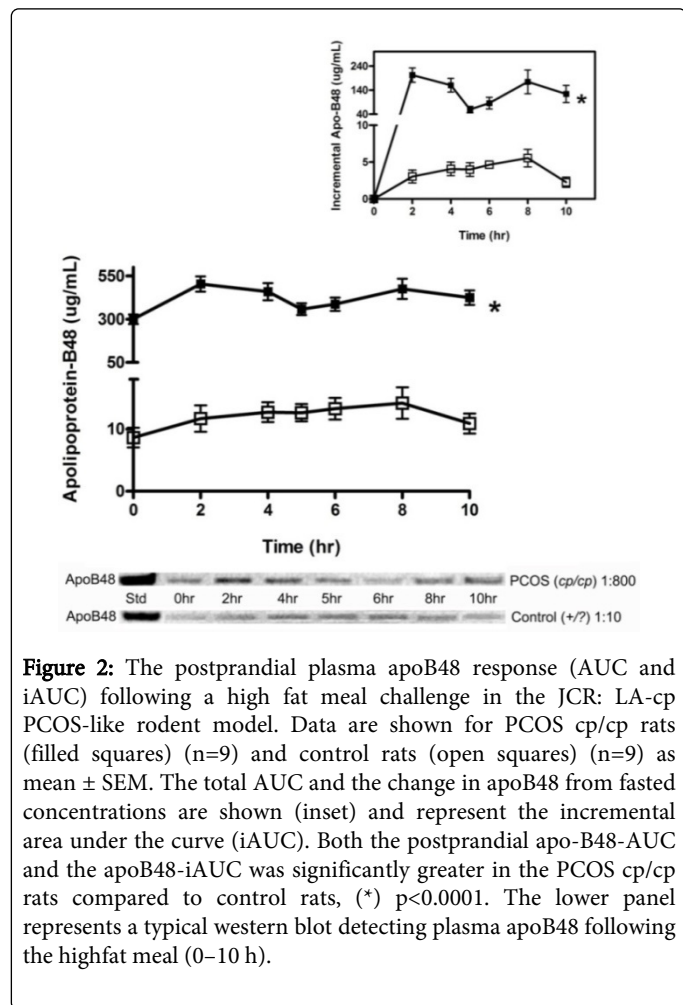 240
140
40
10
5
0
Incremental Apo-B48 (ug/mL)
*
0 2 4 6 8 10
Time (hr)
550
300
50
10
0
Apolipoprotein-B48 (ug/mL)
*
0 2 4 6 8 10
Time (hr)
ApoB48 PCOS (cp/cp) 1:800
Std 0hr 2hr 4hr 5hr 6hr 8hr 10hr
ApoB48 Control (+/?) 1:10
Figure 2: The postprandial plasma apoB48 response (AUC and
iAUC) following a high fat meal challenge in the JCR: LA-cp
PCOS-like rodent model. Data are shown for PCOS cp/cp rats
(filled squares) (n=9) and control rats (open squares) (n=9) as
mean ± SEM. The total AUC and the change in apoB48 from fasted
concentrations are shown (inset) and represent the incremental
area under the curve (iAUC). Both the postprandial apo-B48-AUC
and the apoB48-iAUC was significantly greater in the PCOS cp/cp
rats compared to control rats, (*) p<0.0001. The lower panel
represents a typical western blot detecting plasma apoB48 following
the highfat meal (0–10 h).